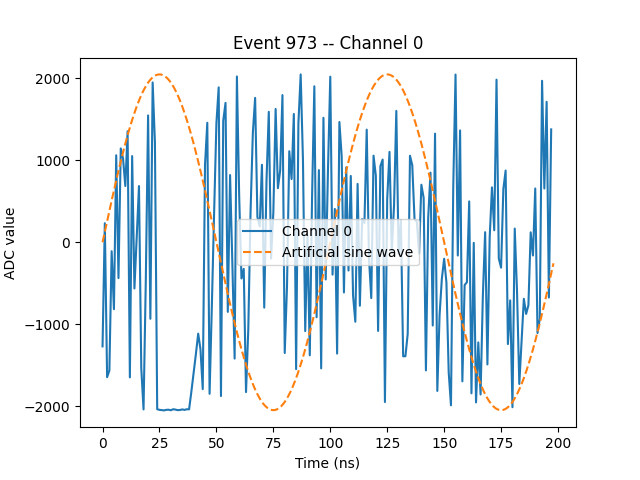 Event 973 -- Channel 0
ADC value
2000
1000
0
−1000
−2000
Channel 0
Artificial sine wave
0 25 50 75 100 125 150 175 200
Time (ns)